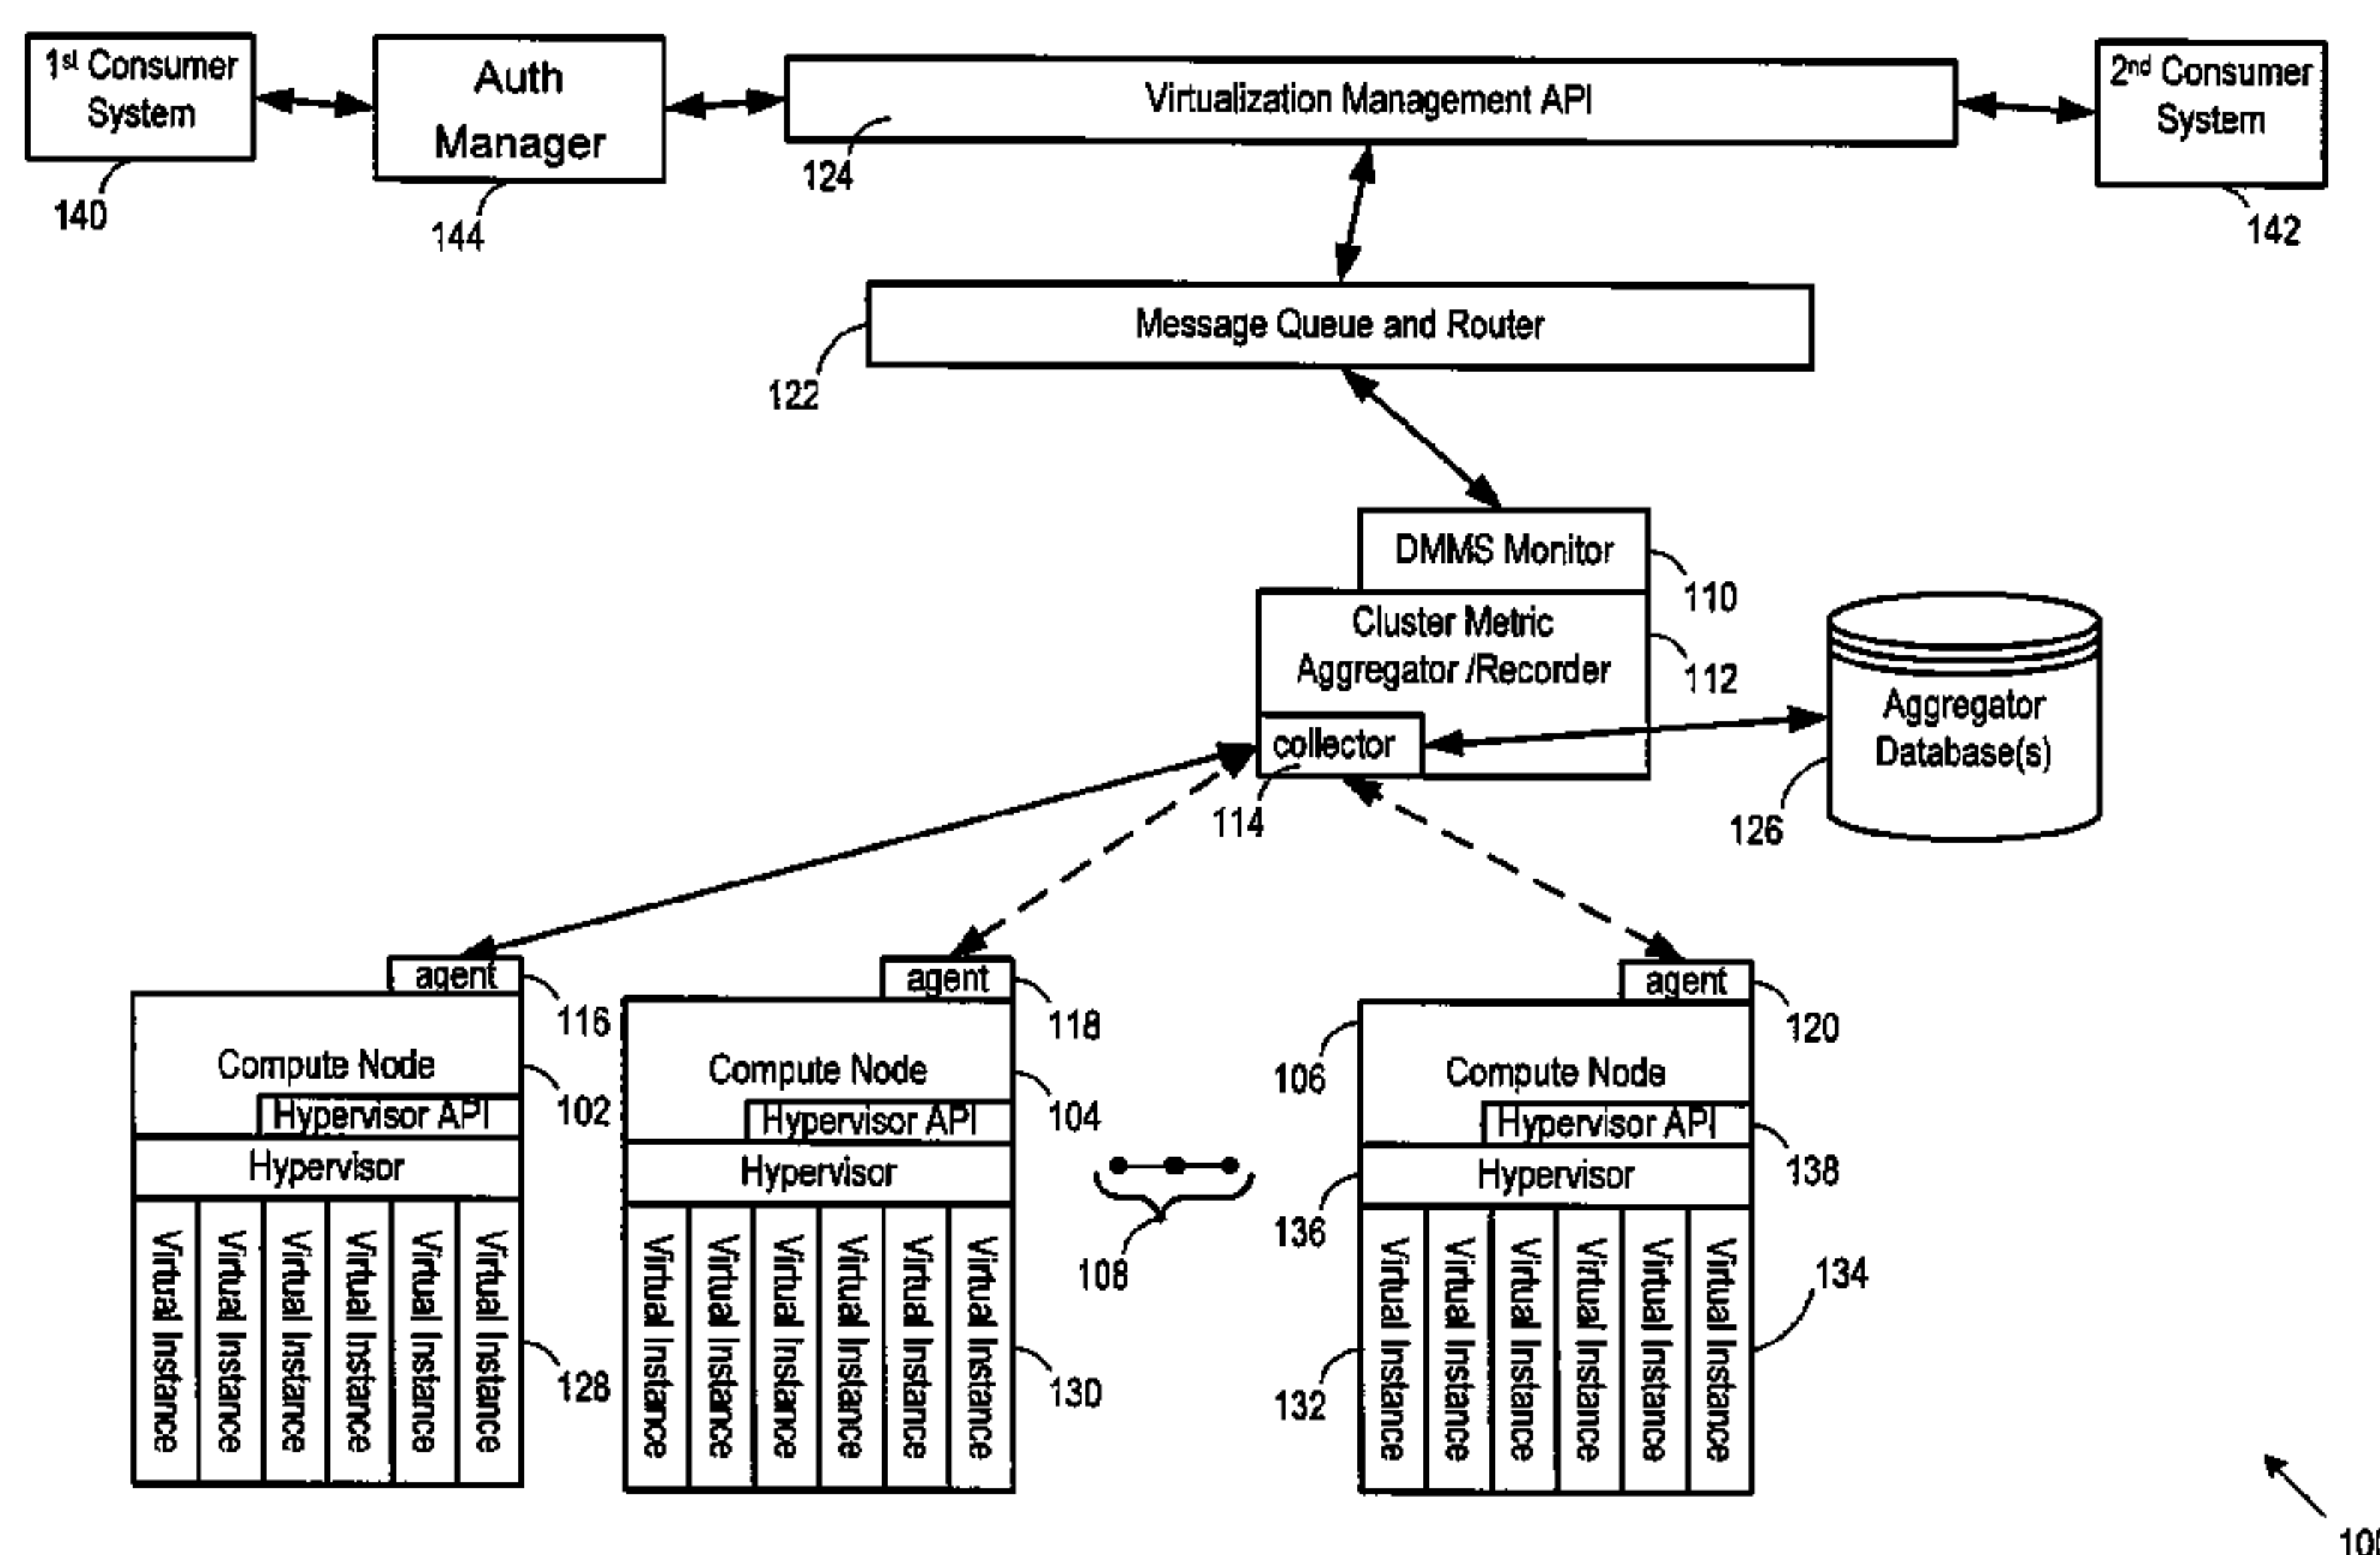 1st Consumer
System
140
Auth
Manager
144
Virtualization Management API
124
2nd Consumer
System
142
Message Queue and Router
122
DMMS Monitor
110
Cluster Metric
Aggregator /Recorder
112
collector
114
Aggregator
Database(s)
126
agent
116
Compute Node
102
Hypervisor API
Hypervisor
Virtual Instance
Virtual Instance
Virtual Instance
Virtual Instance
Virtual Instance
Virtual Instance
128
agent
118
Compute Node
104
Hypervisor API
Hypervisor
Virtual Instance
Virtual Instance
Virtual Instance
Virtual Instance
Virtual Instance
Virtual Instance
130
108
agent
120
106
Compute Node
Hypervisor API
138
Hypervisor
136
Virtual Instance
Virtual Instance
Virtual Instance
Virtual Instance
Virtual Instance
Virtual Instance
132
134